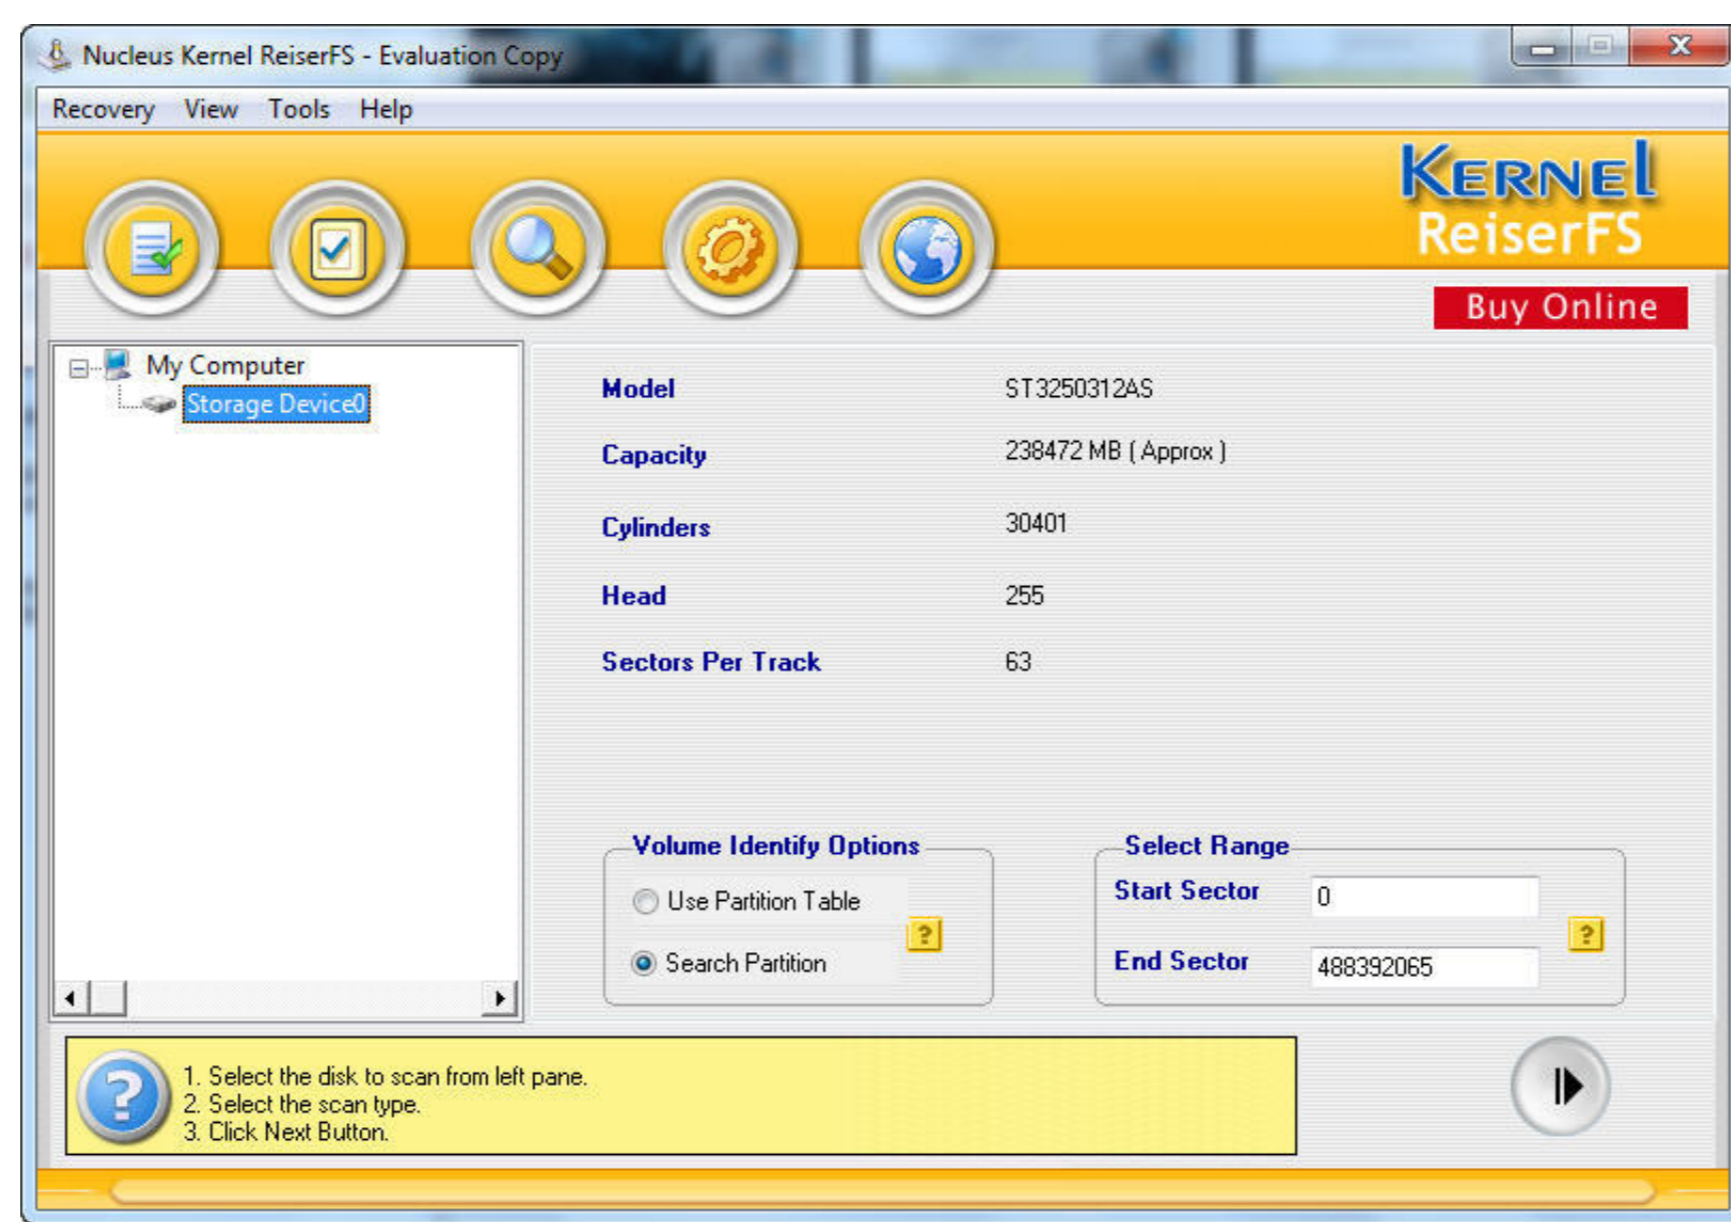 Nucleus Kernel ReiserFS - Evaluation Copy
Recovery View Tools Help
KERNEL
ReiserFS
Buy Online
My Computer
Storage Device0
Model ST3250312AS
Capacity 238472 MB ( Approx )
Cylinders 30401
Head 255
Sectors Per Track 63
Volume Identify Options
Use Partition Table
Search Partition
Select Range
Start Sector 0
End Sector 488392065
1. Select the disk to scan from left pane.
2. Select the scan type.
3. Click Next Button.